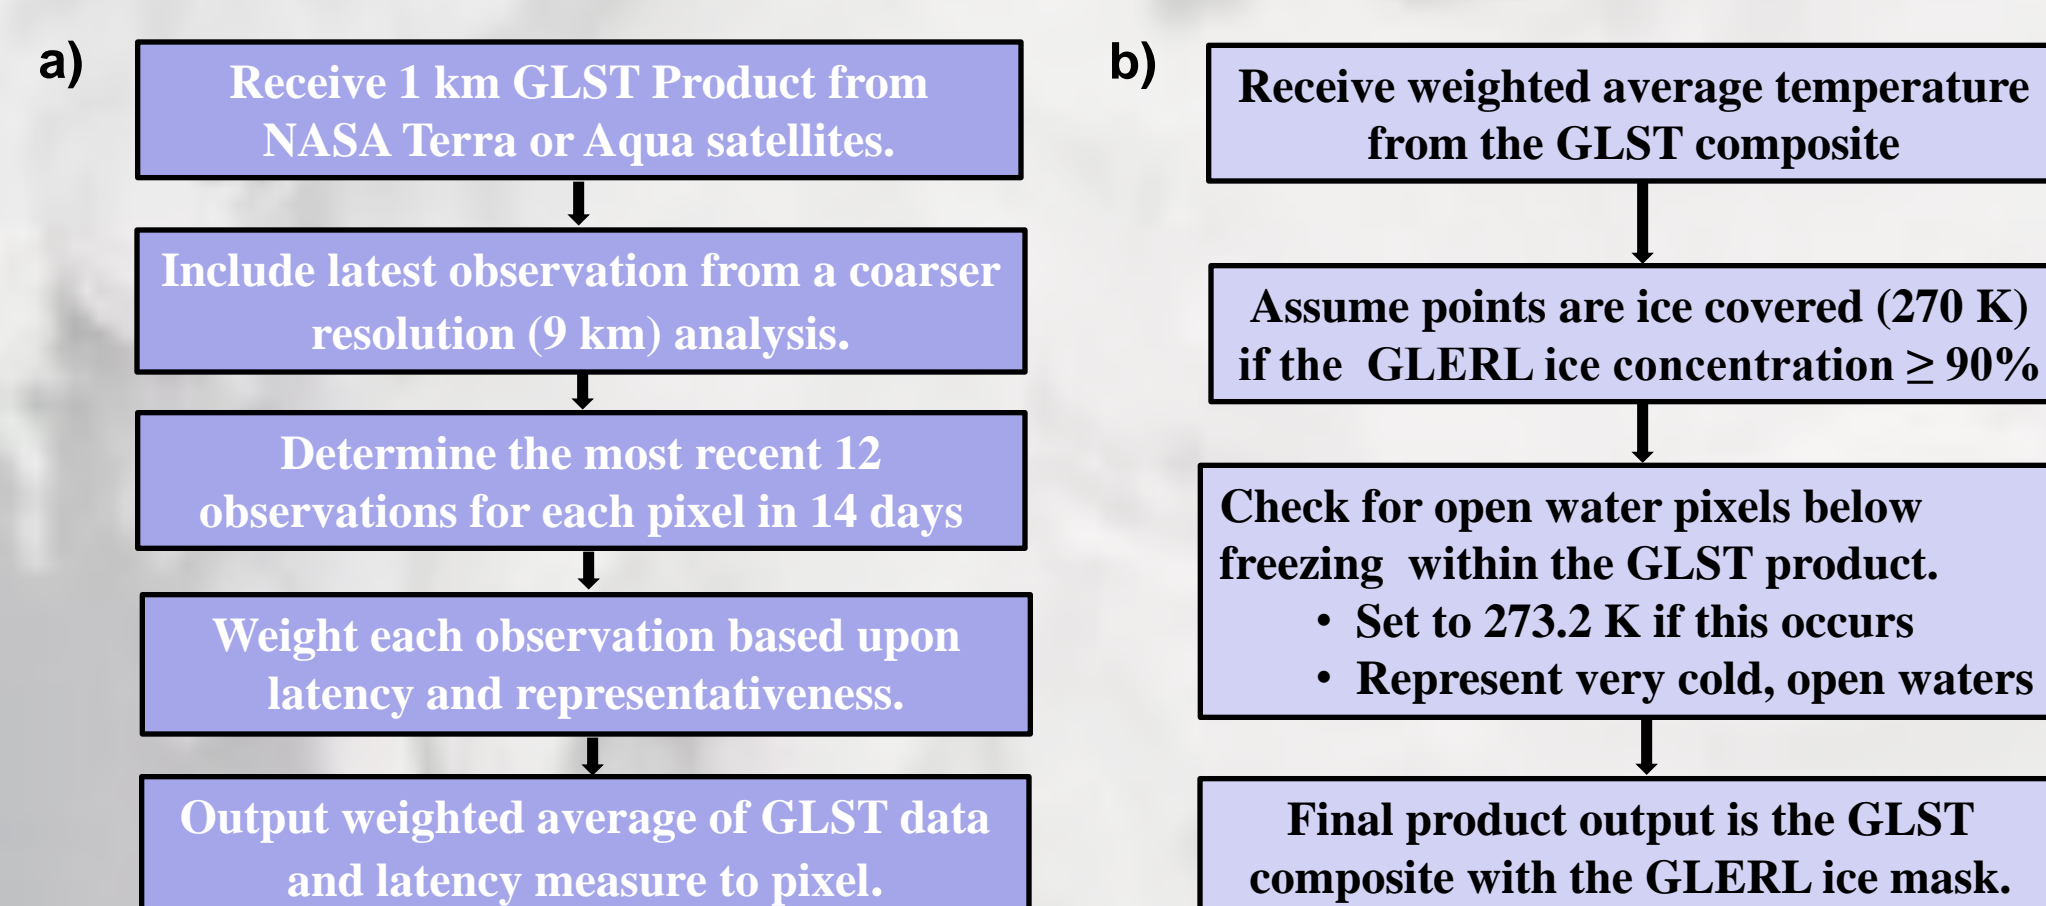 a)
Receive 1 km GLST Product from
NASA Terra or Aqua satellites.
Include latest observation from a coarser
resolution (9 km) analysis.
Determine the most recent 12
observations for each pixel in 14 days
Weight each observation based upon
latency and representativeness.
Output weighted average of GLST data
and latency measure to pixel.
b)
Receive weighted average temperature
from the GLST composite
Assume points are ice covered (270 K)
if the GLERL ice concentration ≥ 90%
Check for open water pixels below
freezing within the GLST product.
• Set to 273.2 K if this occurs
• Represent very cold, open waters
Final product output is the GLST
composite with the GLERL ice mask.